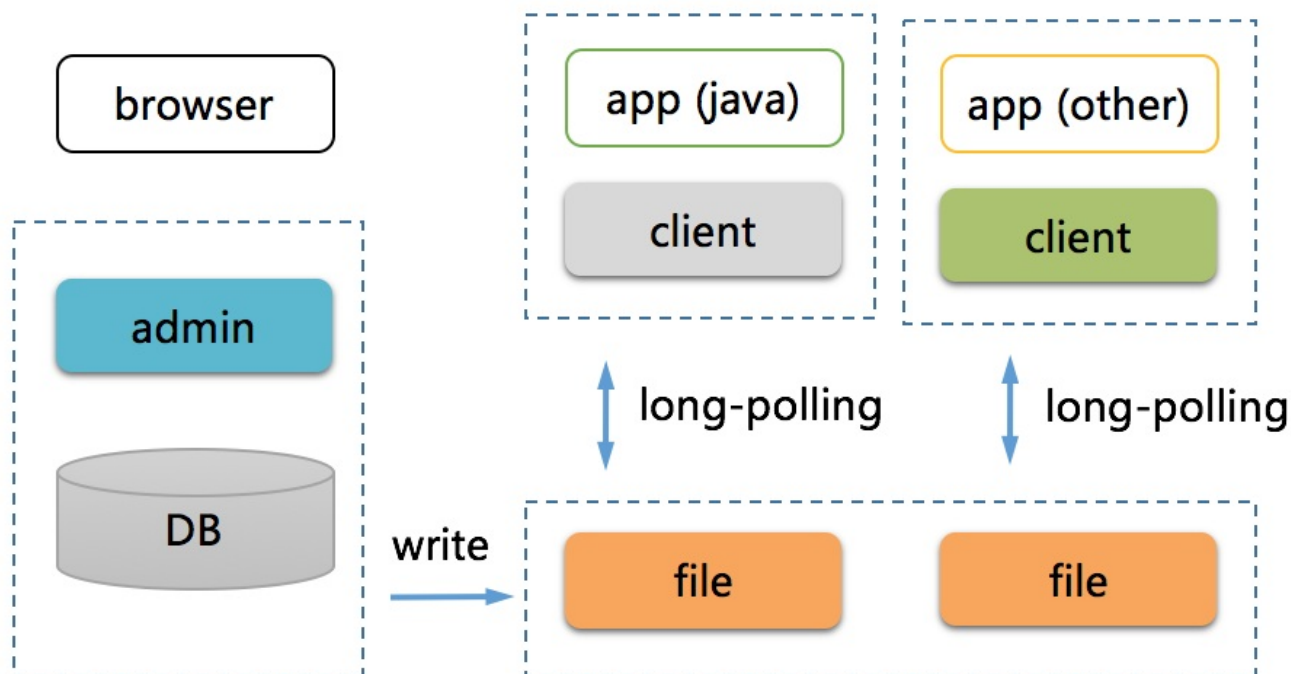 browser
app (java)
app (other)
client
client
admin
long-polling
long-polling
DB
write
file
file